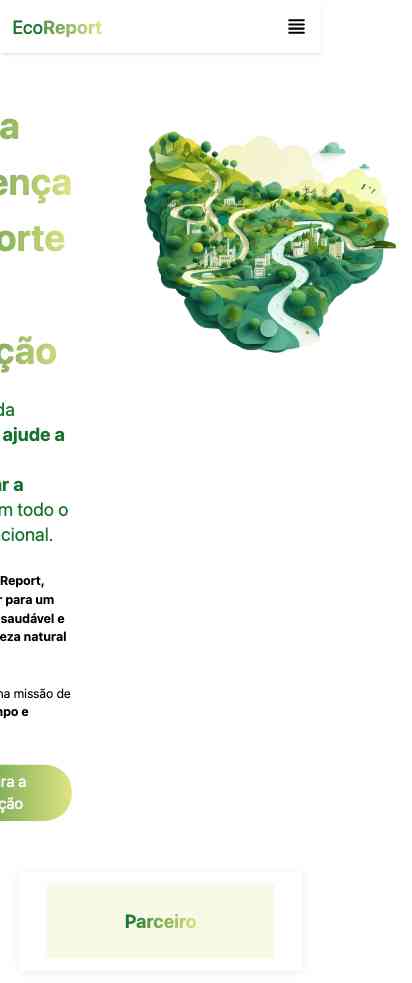 EcoReport
a
ença
orte
ção
da
ajude a
ar a
m todo o
cional.
Report,
r para um
saudável e
eza natural
na missão de
npo e
ra a
ção
Parceiro